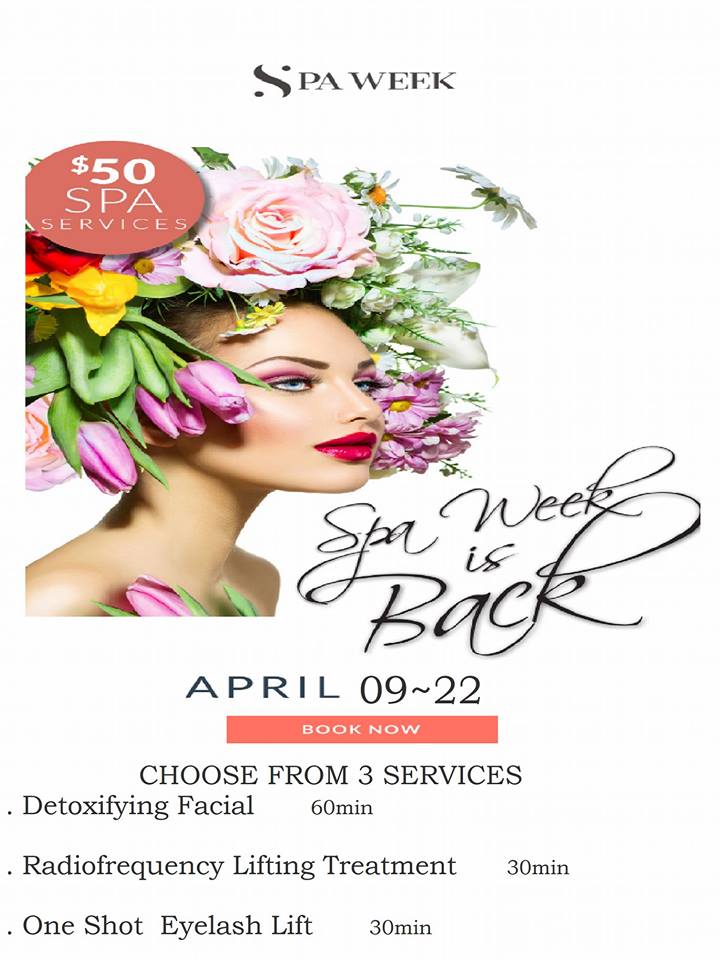 SPA WEEK
$50
SPA
SERVICES
Spa Week
is
Back
APRIL 09~22
BOOK NOW
CHOOSE FROM 3 SERVICES
. Detoxifying Facial 60min
. Radiofrequency Lifting Treatment 30min
. One Shot Eyelash Lift 30min